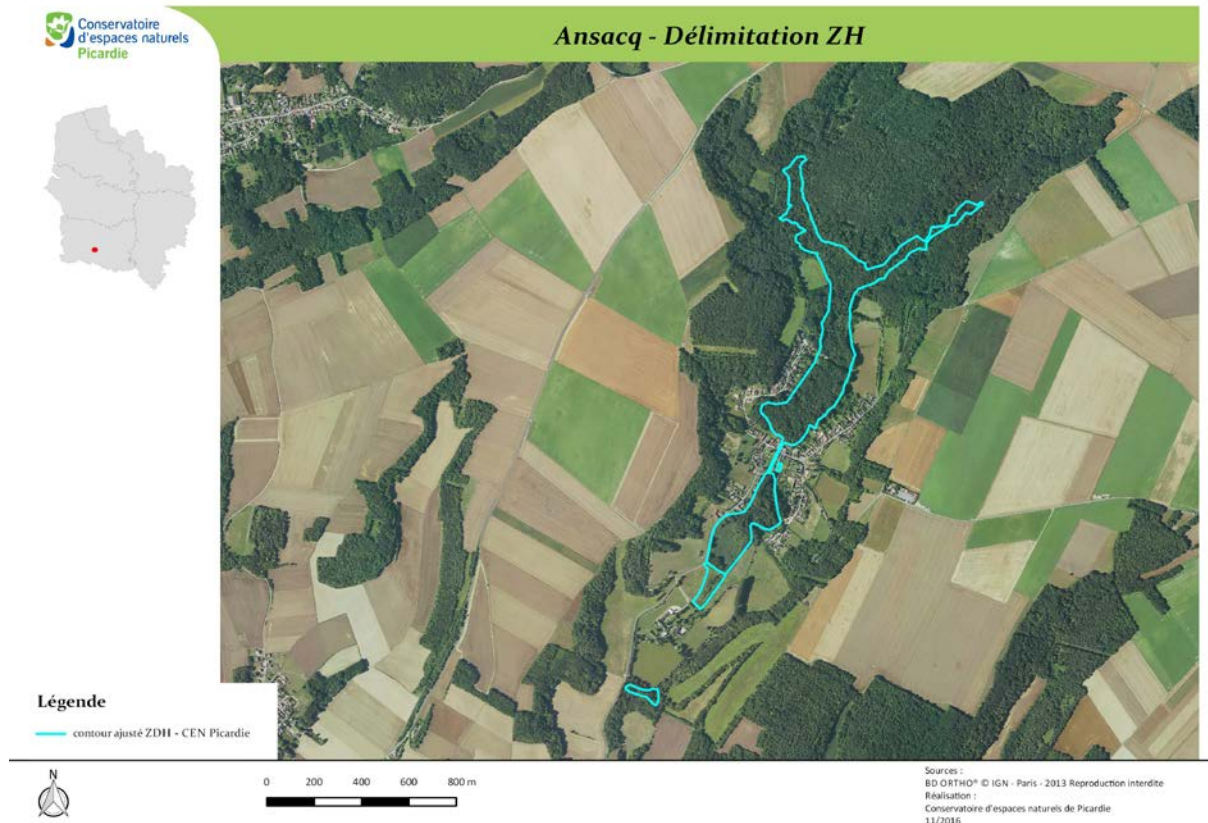 Conservatoire
d'espaces naturels
Picardie
Ansacq - Délimitation ZH
Légende
contour ajusté ZDH - CEN Picardie
N
0 200 400 600 800 m
Sources :
BD ORTHO® © IGN - Paris - 2013 Reproduction interdite
Réalisation :
Conservatoire d'espaces naturels de Picardie
11/2016